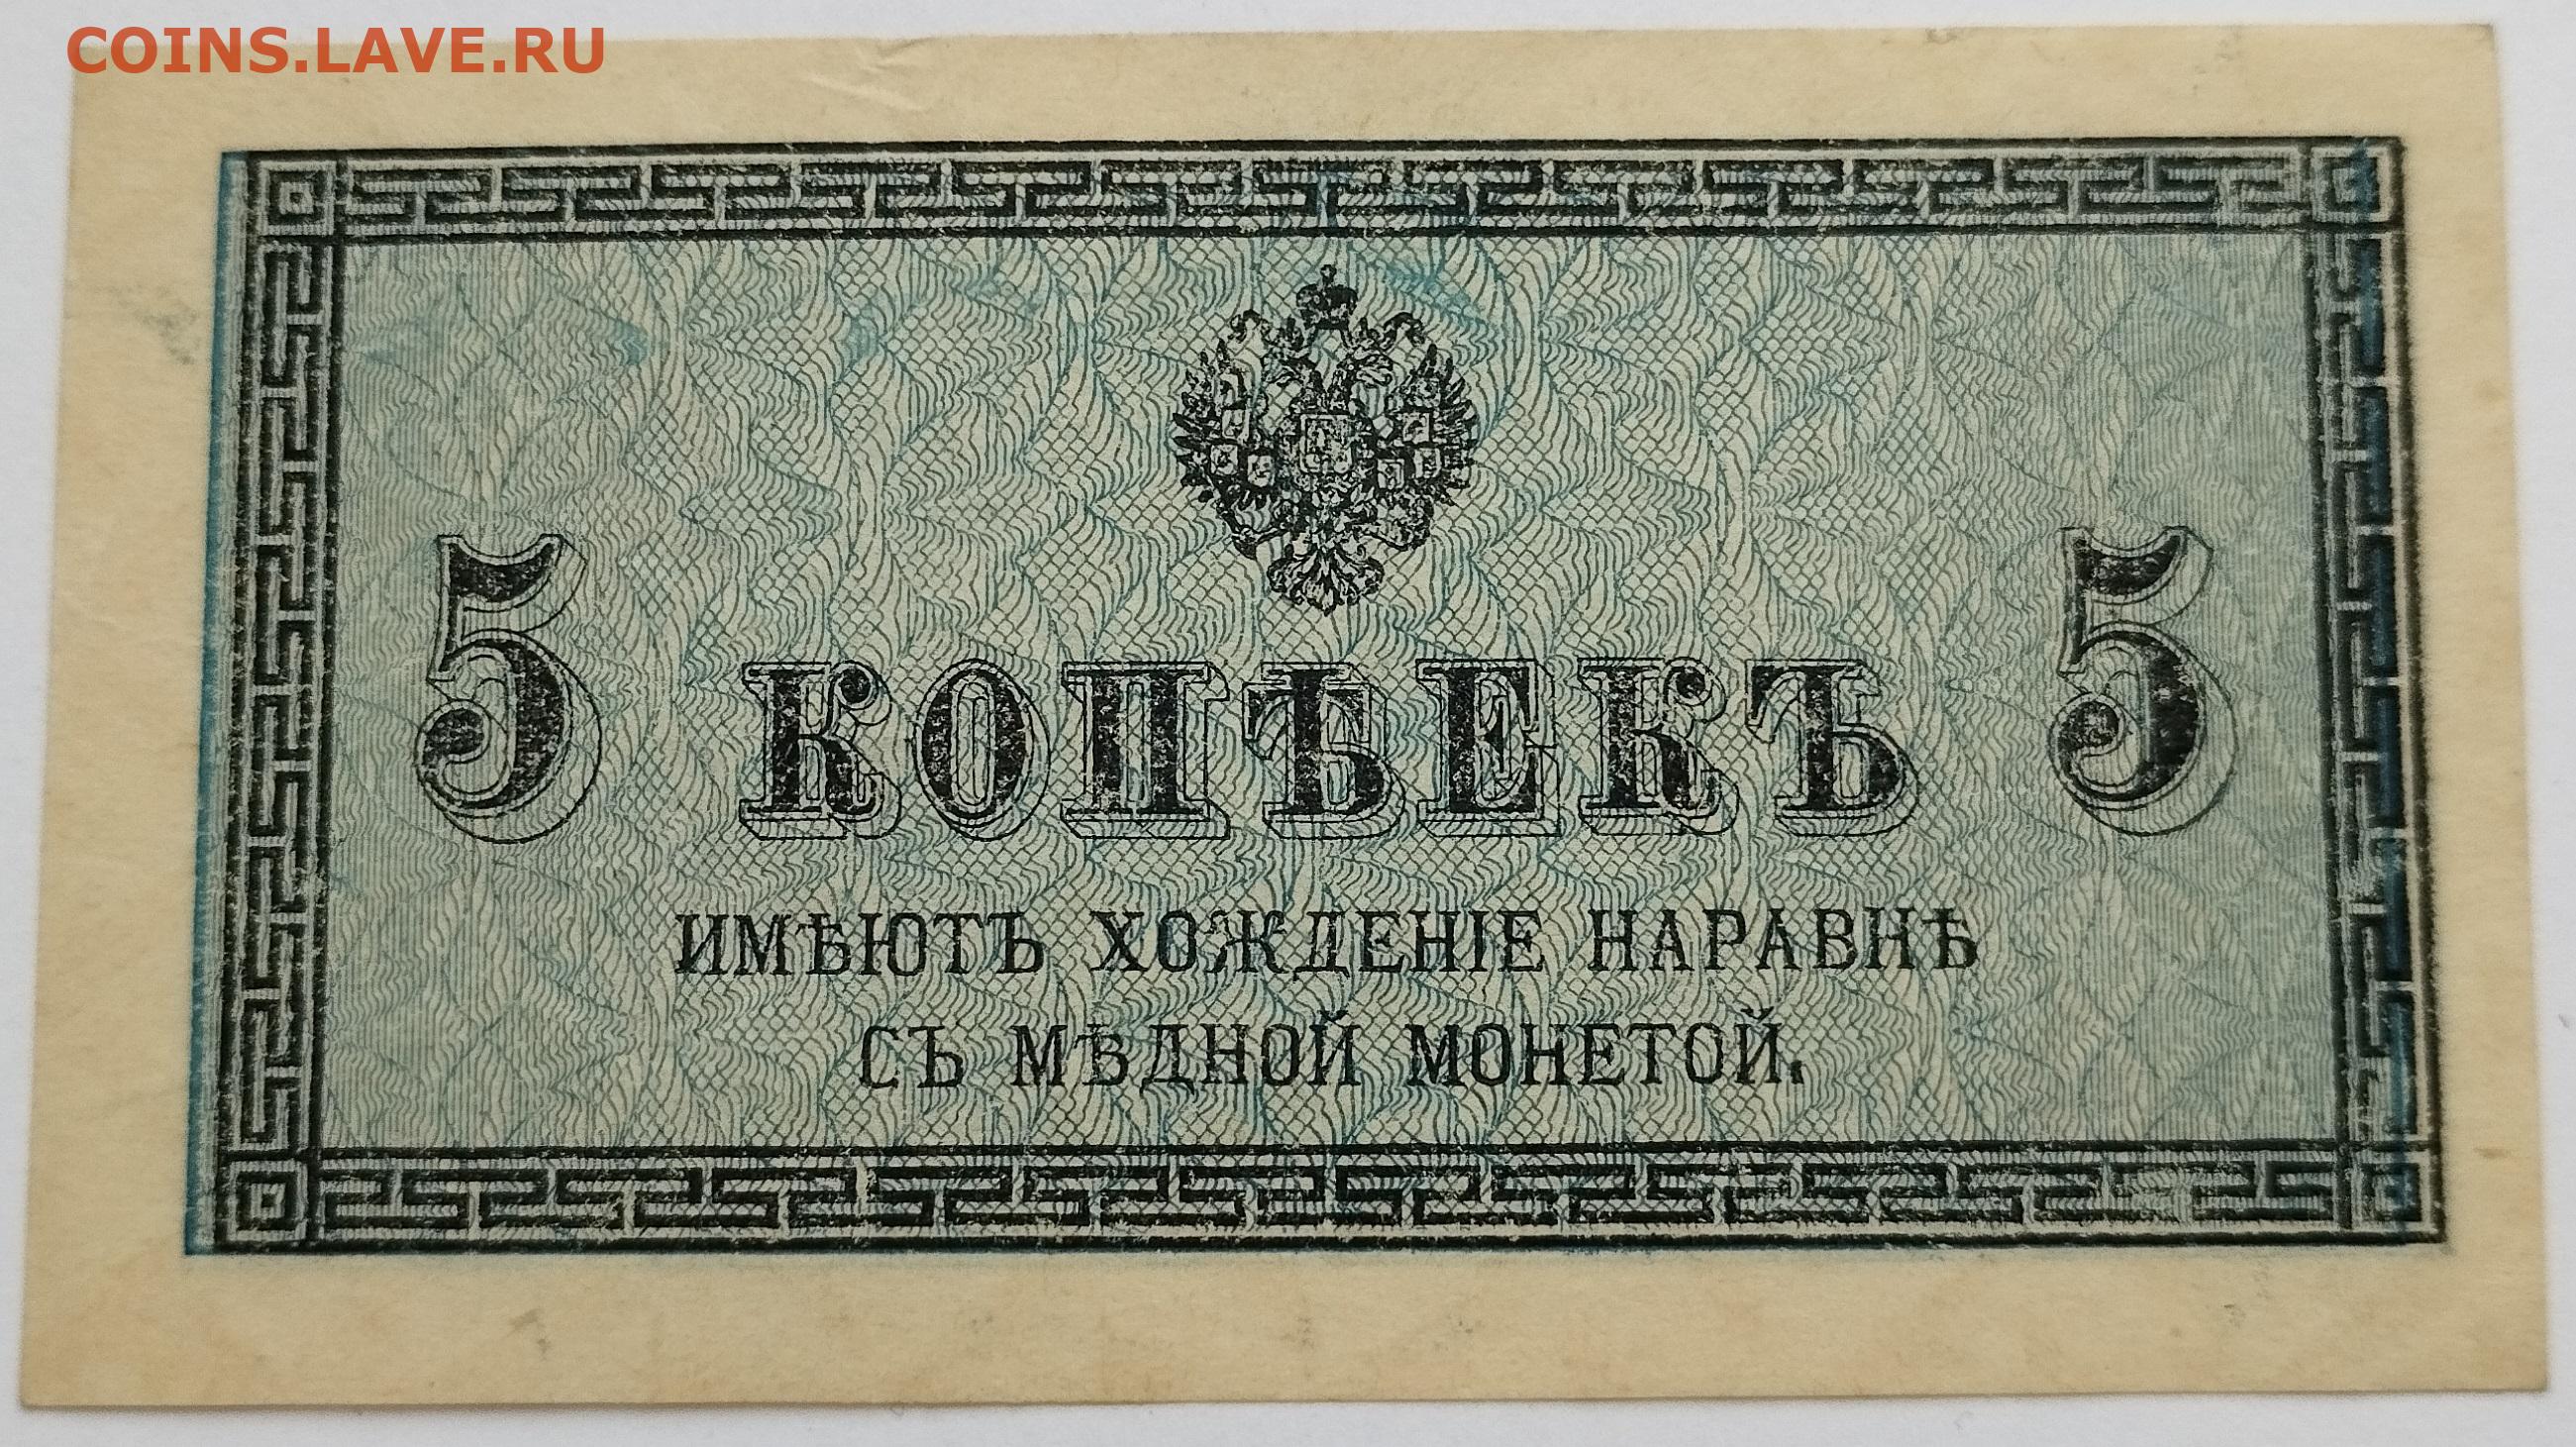 COINS.LAVE.RU
5 КОПѢЕКЪ 5
ИМѢЮТЪ ХОЖДЕНІЕ НАРАВНѢ
СЪ МѢДНОЙ МОНЕТОЙ.